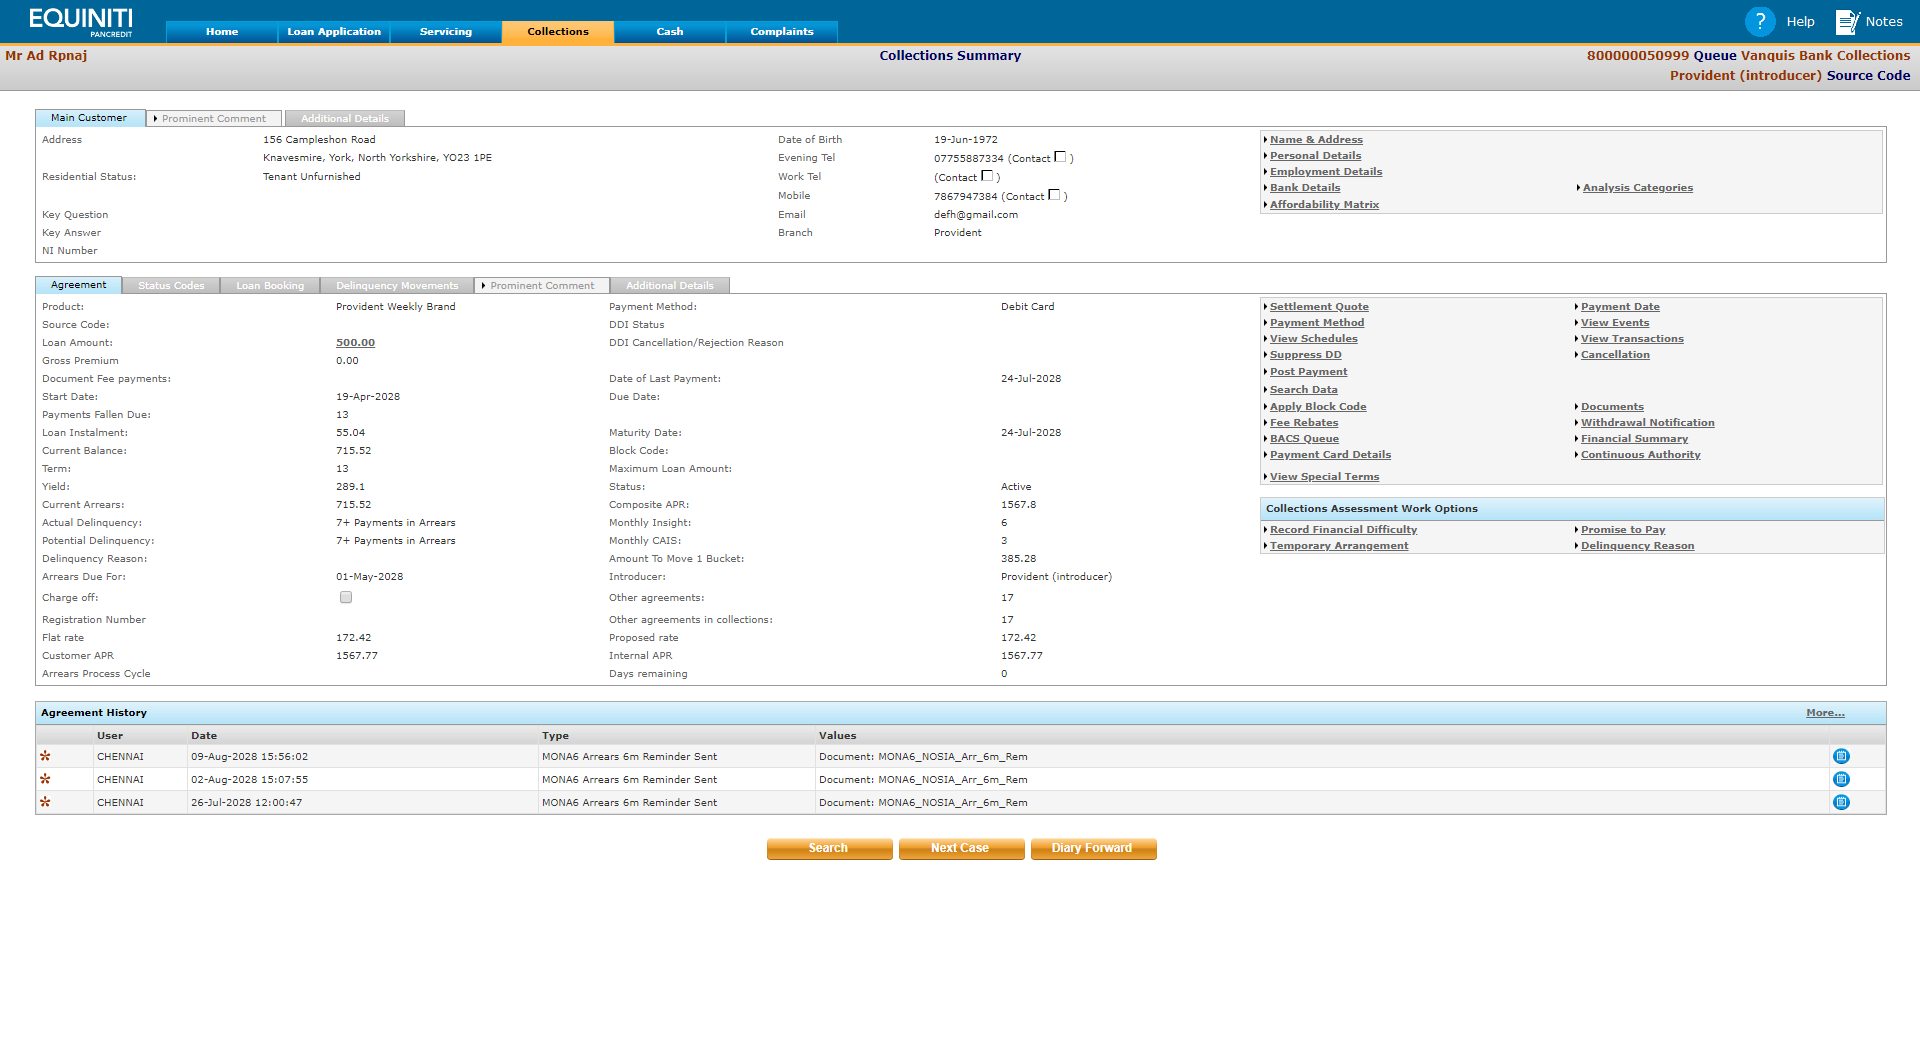 EQUINITI
PANCREDIT
Home Loan Application Servicing Collections Cash Complaints
? Help Notes
Mr Ad Rpnaj Collections Summary 800000050999 Queue Vanquis Bank Collections
Provident (introducer) Source Code
Main Customer Prominent Comment Additional Details
Address 156 Campleshon Road Date of Birth 19-Jun-1972 Name & Address
Knavesmire, York, North Yorkshire, YO23 1PE Evening Tel 07755887334 (Contact ) Personal Details
Residential Status: Tenant Unfurnished Work Tel (Contact ) Employment Details
Mobile 7867947384 (Contact ) Bank Details Analysis Categories
Key Question Email defh@gmail.com Affordability Matrix
Key Answer Branch Provident
NI Number
Agreement Status Codes Loan Booking Delinquency Movements Prominent Comment Additional Details
Product: Provident Weekly Brand Payment Method: Debit Card Settlement Quote Payment Date
Source Code: DDI Status Payment Method View Events
Loan Amount: 500.00 DDI Cancellation/Rejection Reason View Schedules View Transactions
Gross Premium 0.00 Suppress DD Cancellation
Document Fee payments: Date of Last Payment: 24-Jul-2028 Post Payment
Start Date: 19-Apr-2028 Due Date: Search Data
Payments Fallen Due: 13 Apply Block Code Documents
Loan Instalment: 55.04 Maturity Date: 24-Jul-2028 Fee Rebates Withdrawal Notification
Current Balance: 715.52 Block Code: BACS Queue Financial Summary
Term: 13 Maximum Loan Amount: Payment Card Details Continuous Authority
Yield: 289.1 Status: Active View Special Terms
Current Arrears: 715.52 Composite APR: 1567.8 Collections Assessment Work Options
Actual Delinquency: 7+ Payments in Arrears Monthly Insight: 6 Record Financial Difficulty Promise to Pay
Potential Delinquency: 7+ Payments in Arrears Monthly CAIS: 3 Temporary Arrangement Delinquency Reason
Delinquency Reason: Amount To Move 1 Bucket: 385.28
Arrears Due For: 01-May-2028 Introducer: Provident (introducer)
Charge off: Other agreements: 17
Registration Number Other agreements in collections: 17
Flat rate 172.42 Proposed rate 172.42
Customer APR 1567.77 Internal APR 1567.77
Arrears Process Cycle Days remaining 0
Agreement History More...
User Date Type Values
CHENNAI 09-Aug-2028 15:56:02 MONA6 Arrears 6m Reminder Sent Document: MONA6_NOSIA_Arr_6m_Rem
CHENNAI 02-Aug-2028 15:07:55 MONA6 Arrears 6m Reminder Sent Document: MONA6_NOSIA_Arr_6m_Rem
CHENNAI 26-Jul-2028 12:00:47 MONA6 Arrears 6m Reminder Sent Document: MONA6_NOSIA_Arr_6m_Rem
Search Next Case Diary Forward